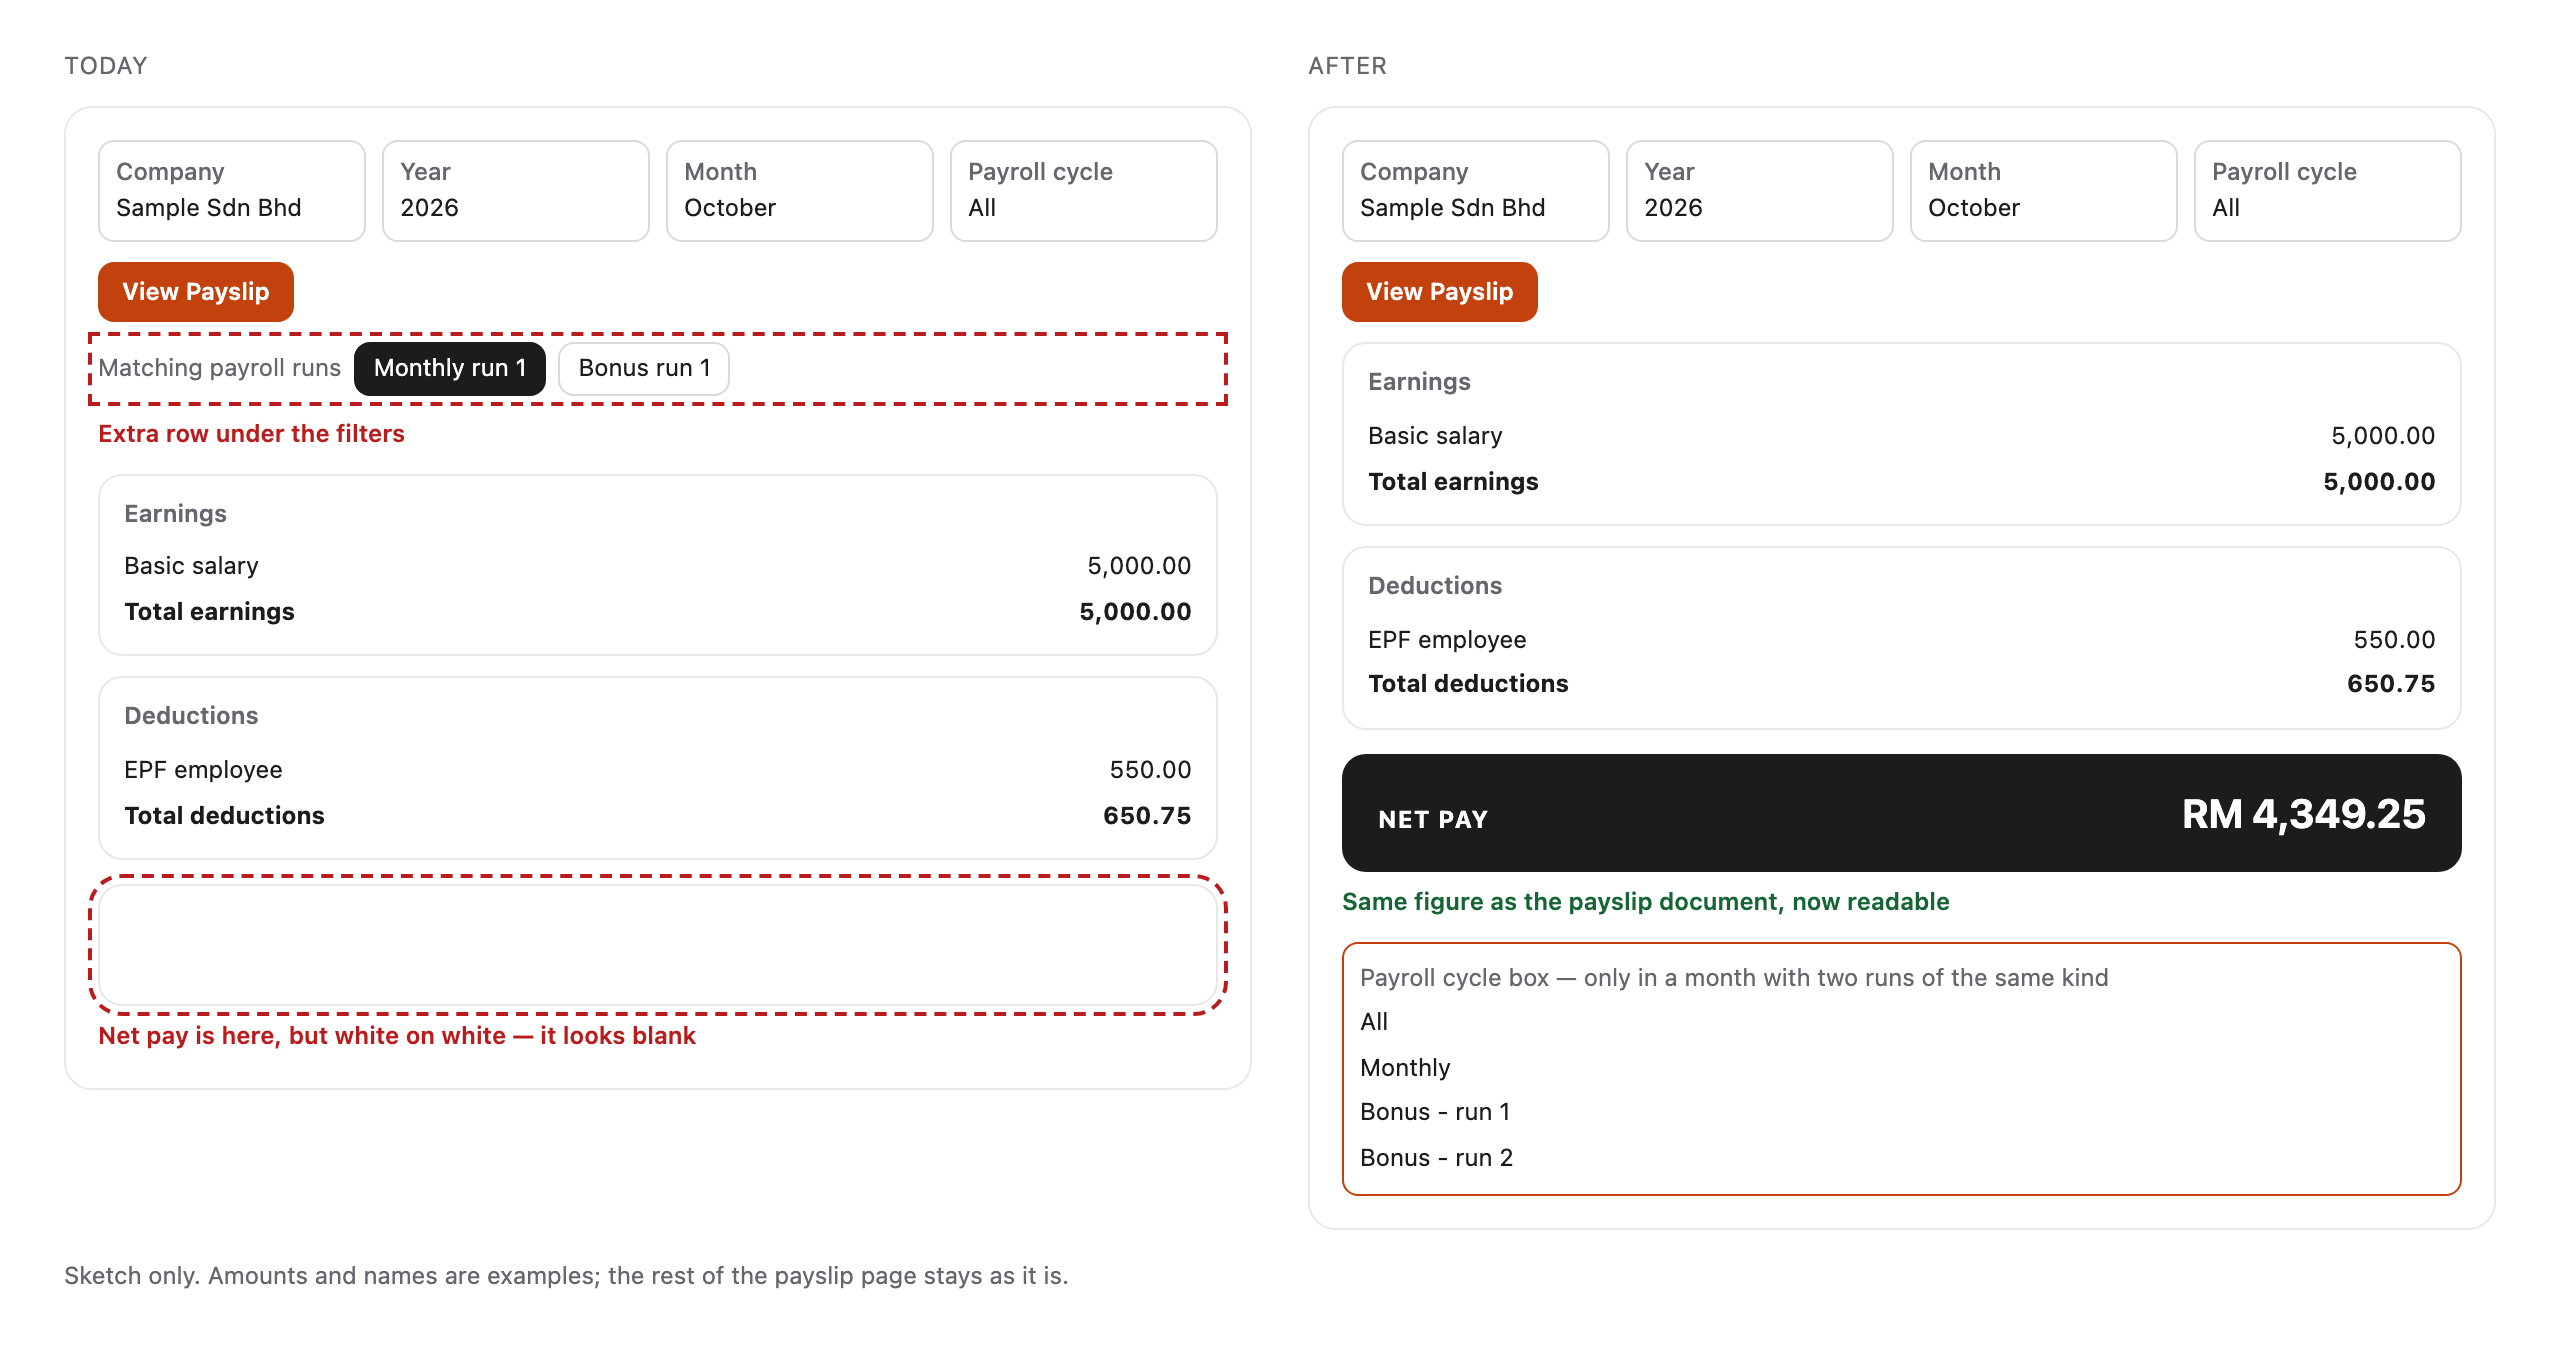 TODAY
Company
Sample Sdn Bhd
Year
2026
Month
October
Payroll cycle
All
View Payslip
Matching payroll runs Monthly run 1 Bonus run 1
Extra row under the filters
Earnings
Basic salary 5,000.00
Total earnings 5,000.00
Deductions
EPF employee 550.00
Total deductions 650.75
Net pay is here, but white on white — it looks blank
AFTER
Company
Sample Sdn Bhd
Year
2026
Month
October
Payroll cycle
All
View Payslip
Earnings
Basic salary 5,000.00
Total earnings 5,000.00
Deductions
EPF employee 550.00
Total deductions 650.75
NET PAY RM 4,349.25
Same figure as the payslip document, now readable
Payroll cycle box — only in a month with two runs of the same kind
All
Monthly
Bonus - run 1
Bonus - run 2
Sketch only. Amounts and names are examples; the rest of the payslip page stays as it is.